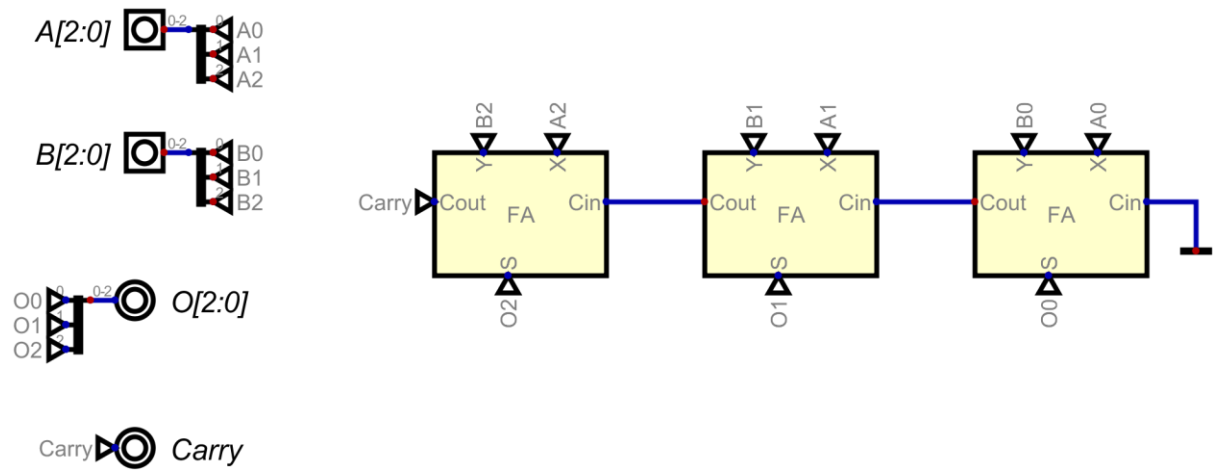 A[2:0] 0-2 0 A0
1 A1
2 A2
B[2:0] 0-2 0 B0
1 B1
2 B2
O0 0 0-2 O[2:0]
O1 1
O2 2
Carry Carry
B2 A2 B1 A1 B0 A0
Y X Y X Y X
Carry Cout FA Cin Cout FA Cin Cout FA Cin
S S S
O2 O1 O0